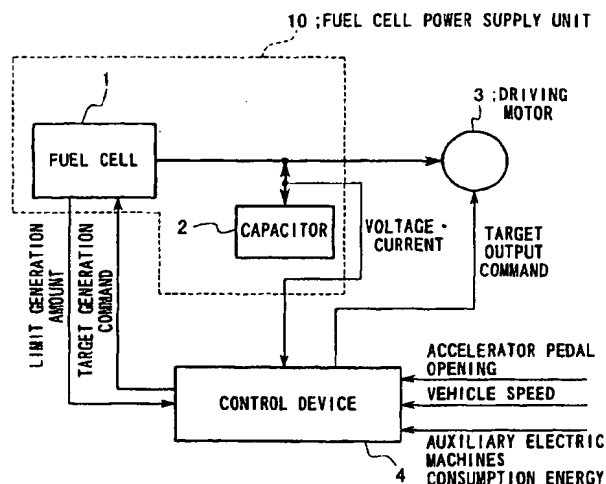 10 ;FUEL CELL POWER SUPPLY UNIT
1
3 ;DRIVING
MOTOR
FUEL CELL
2
CAPACITOR
VOLTAGE ·
CURRENT
TARGET
OUTPUT
COMMAND
LIMIT GENERATION
AMOUNT
TARGET GENERATION
COMMAND
CONTROL DEVICE
ACCELERATOR PEDAL
OPENING
VEHICLE SPEED
AUXILIARY ELECTRIC
MACHINES
CONSUMPTION ENERGY
4